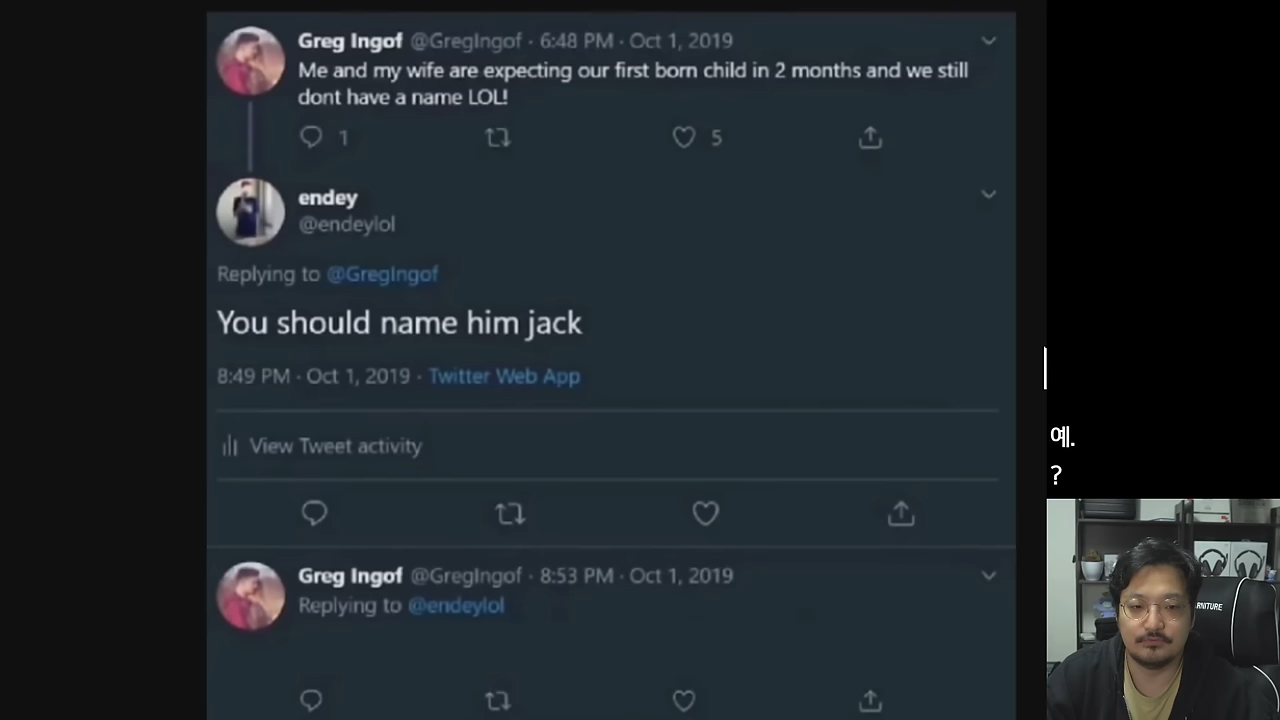 Greg Ingof @GregIngof · 6:48 PM · Oct 1, 2019
Me and my wife are expecting our first born child in 2 months and we still
dont have a name LOL!
1
5
endey
@endeylol
Replying to @GregIngof
You should name him jack
8:49 PM · Oct 1, 2019 · Twitter Web App
View Tweet activity
Greg Ingof @GregIngof · 8:53 PM · Oct 1, 2019
Replying to @endeylol
예.
?